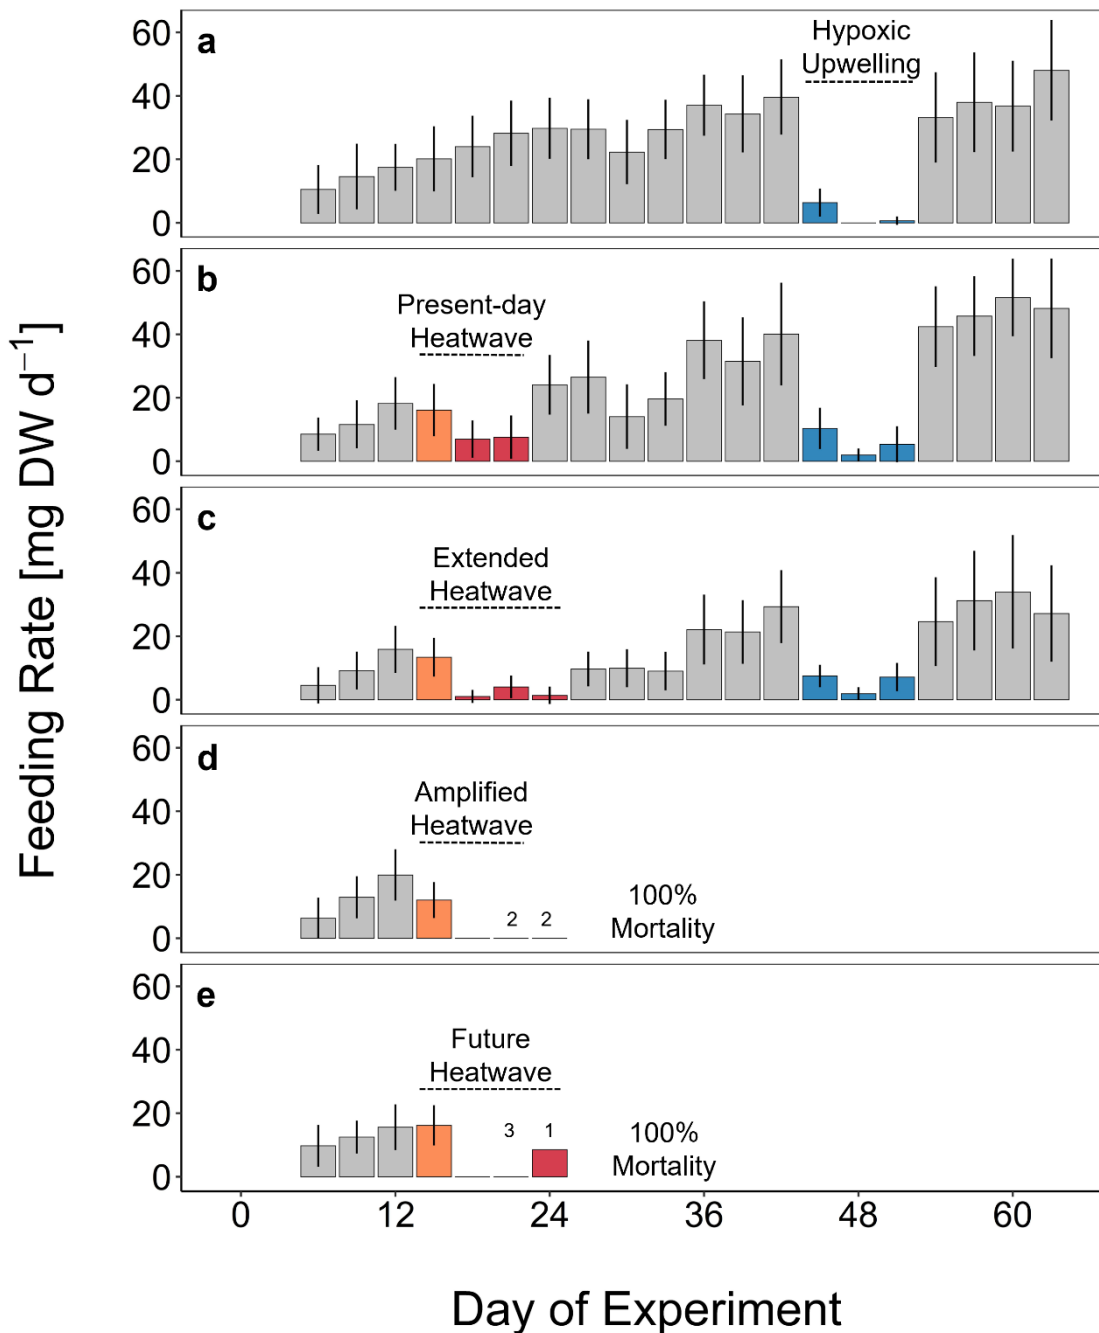 Feeding Rate [mg DW d⁻¹]
a
60
40
20
0
Hypoxic
Upwelling
b
60
40
20
0
Present-day
Heatwave
c
60
40
20
0
Extended
Heatwave
d
60
40
20
0
Amplified
Heatwave
2 2
100%
Mortality
e
60
40
20
0
Future
Heatwave
3 1
100%
Mortality
0 12 24 36 48 60
Day of Experiment